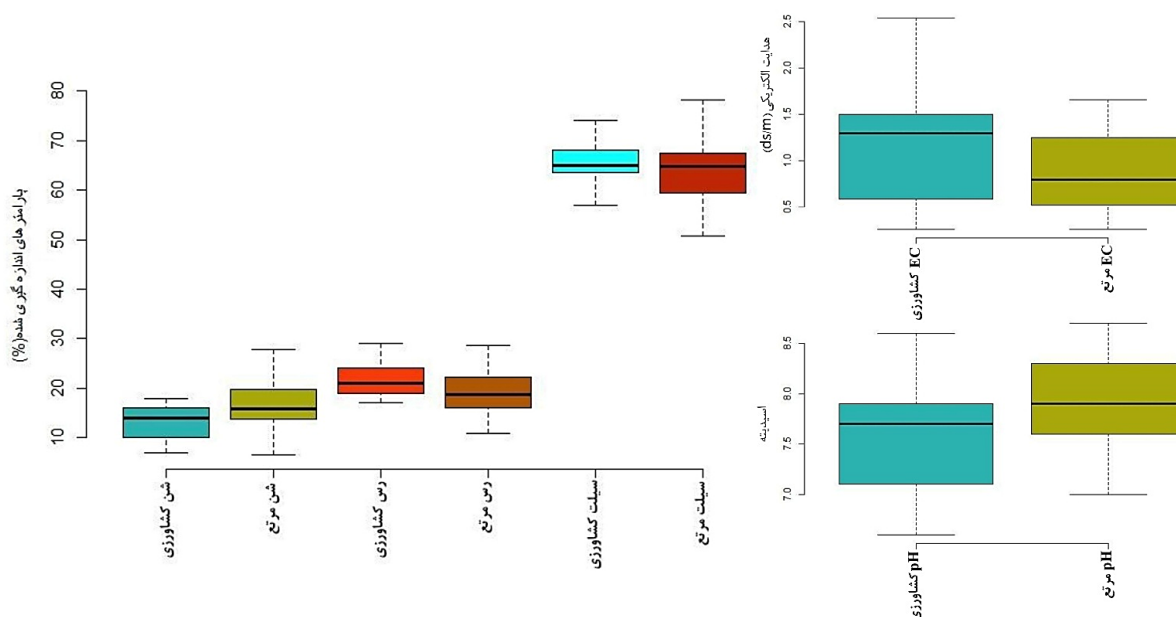 پارامترهای اندازه گیری شده(%)
80
70
60
50
40
30
20
10
شن کشاورزی
شن مرتع
رس کشاورزی
رس مرتع
سیلت کشاورزی
سیلت مرتع
هدایت الکتریکی (ds/m)
2.5
2.0
1.5
1.0
0.5
EC کشاورزی
EC مرتع
اسیدیته
8.5
8.0
7.5
7.0
pH کشاورزی
pH مرتع